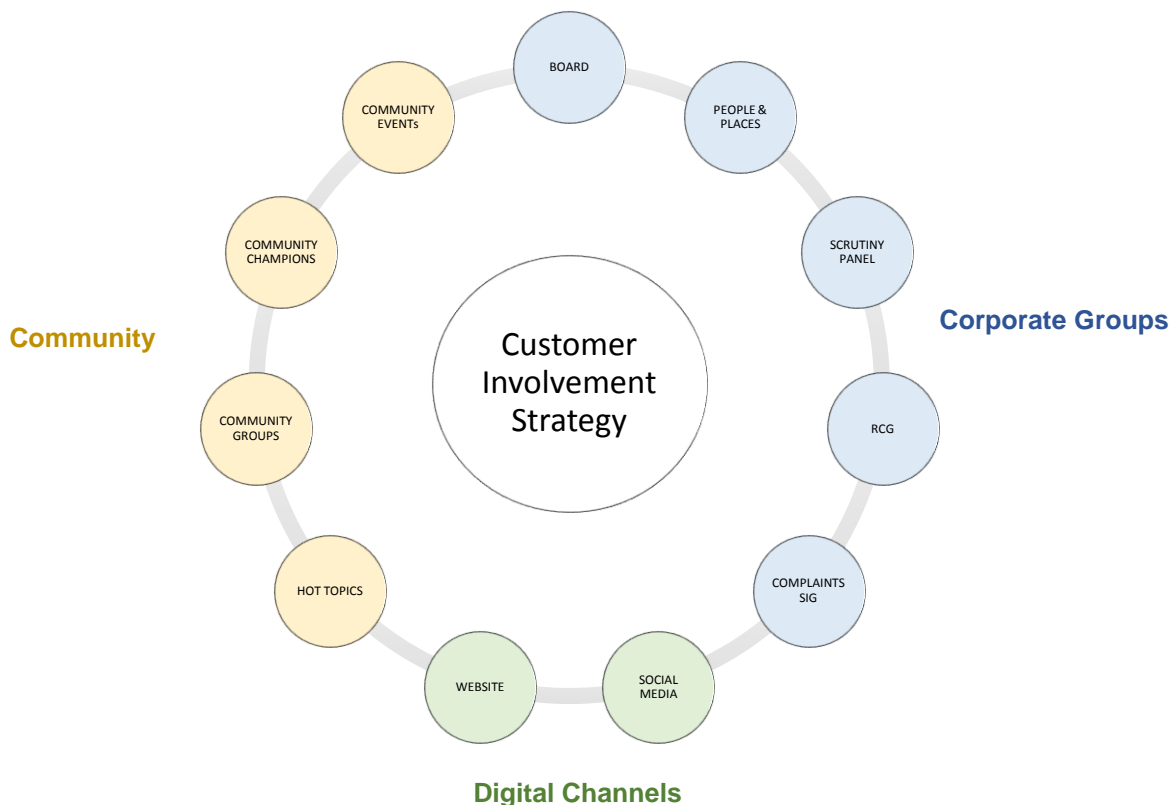 BOARD
PEOPLE &
PLACES
SCRUTINY
PANEL
RCG
COMPLAINTS
SIG
SOCIAL
MEDIA
WEBSITE
HOT TOPICS
COMMUNITY
GROUPS
COMMUNITY
CHAMPIONS
COMMUNITY
EVENTs
Customer
Involvement
Strategy
Community
Corporate Groups
Digital Channels